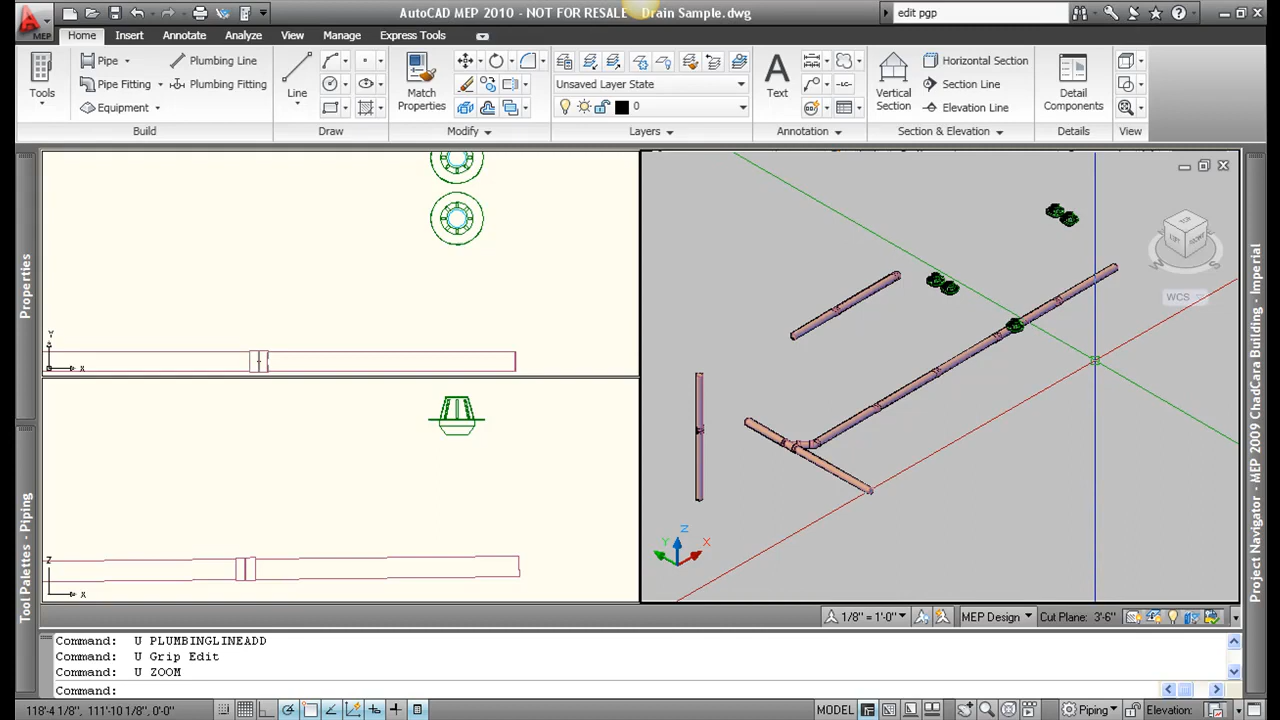 AutoCAD MEP 2010 - NOT FOR RESALE - Drain Sample.dwg
edit pgp
MEP
Home Insert Annotate Analyze View Manage Express Tools
Tools
Pipe Plumbing Line
Pipe Fitting Plumbing Fitting
Equipment
Build
Line
Draw
Match
Properties
Modify
Unsaved Layer State
0
Layers
Text
Annotation
Vertical
Section
Horizontal Section
Section Line
Elevation Line
Section & Elevation
Detail
Components
Details
View
Properties
Tool Palettes - Piping
Project Navigator - MEP 2009 ChadCara Building - Imperial
Y
X
Z
X
TOP
W
S
WCS
Z
Y
X
1/8" = 1'-0" MEP Design Cut Plane: 3'-6"
Command: U PLUMBINGLINEADD
Command: U Grip Edit
Command: U ZOOM
Command:
118'-4 1/8", 111'-10 1/8", 0'-0" MODEL Piping Elevation: